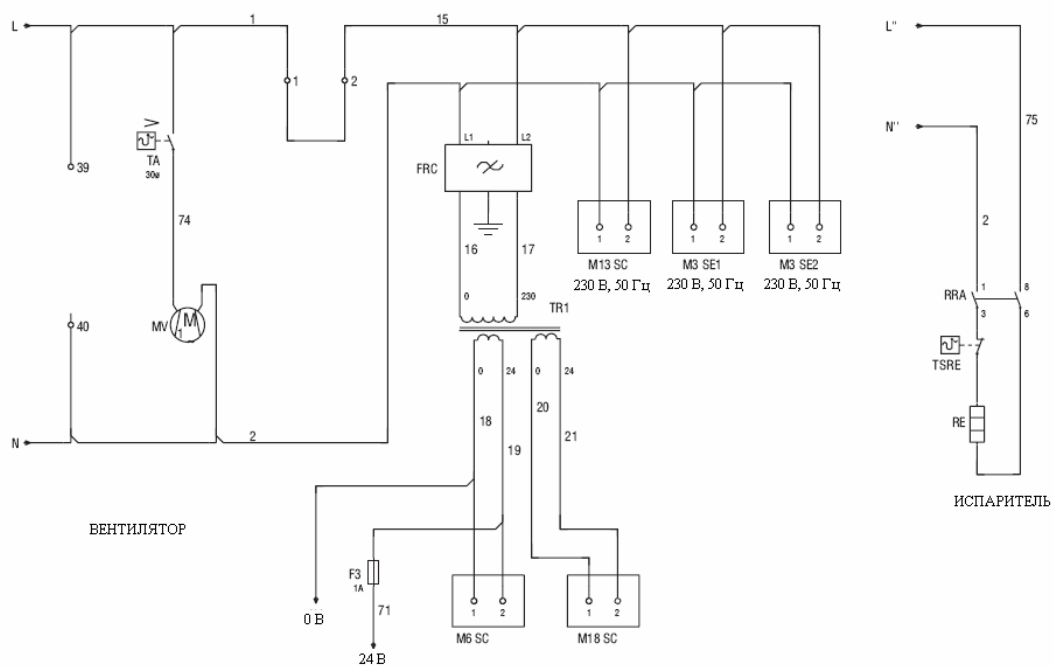 L
1
15
L''
1
2
N''
75
V
L1
L2
39
TA
30ø
FRC
74
16
17
1
2
1
2
1
2
2
M13 SC
M3 SE1
M3 SE2
230 В, 50 Гц
230 В, 50 Гц
230 В, 50 Гц
0
230
TR1
RRA
1
8
3
6
MV
M
1
40
TSRE
0
24
0
24
18
20
RE
N
2
19
21
ИСПАРИТЕЛЬ
ВЕНТИЛЯТОР
F3
1A
71
1
2
1
2
0 В
M6 SC
M18 SC
24 В